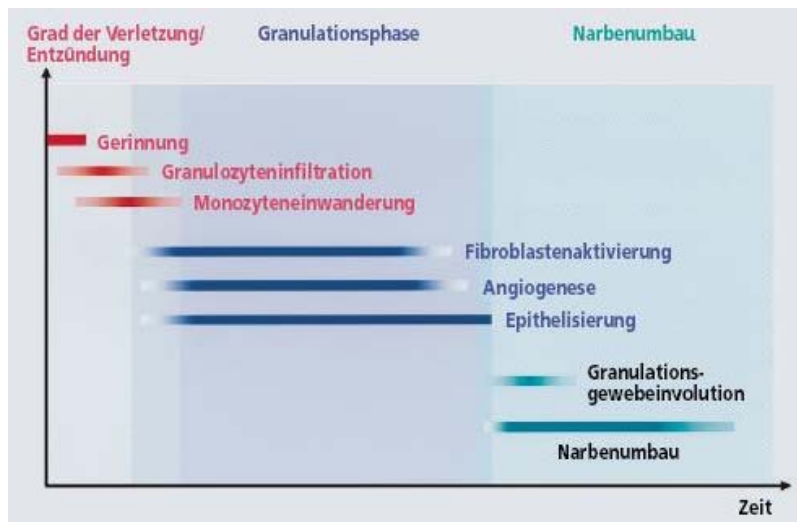 Grad der Verletzung/
Entzündung
Granulationsphase
Narbenumbau
Gerinnung
Granulozyteninfiltration
Monozyteneinwanderung
Fibroblastenaktivierung
Angiogenese
Epithelisierung
Granulations-
gewebeinvolution
Narbenumbau
Zeit